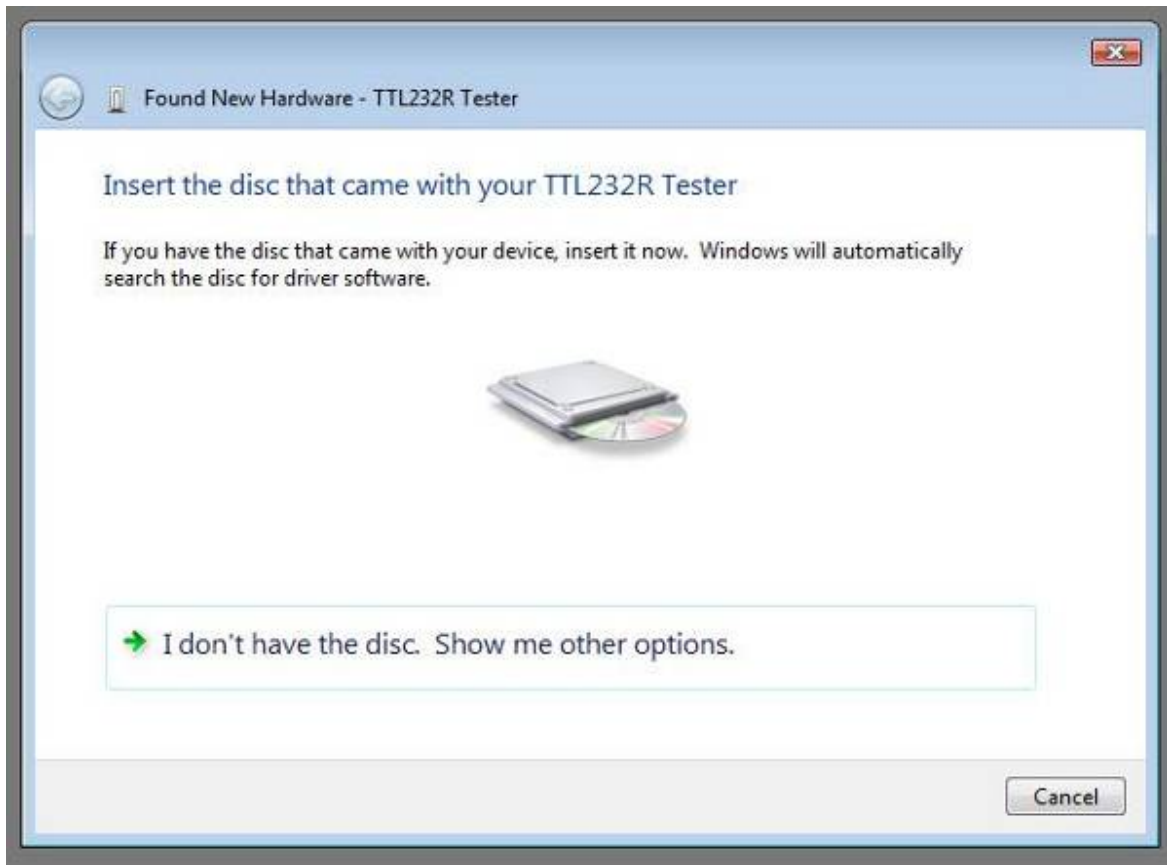 Found New Hardware - TTL232R Tester
Insert the disc that came with your TTL232R Tester
If you have the disc that came with your device, insert it now.  Windows will automatically
search the disc for driver software.
I don't have the disc.  Show me other options.
Cancel